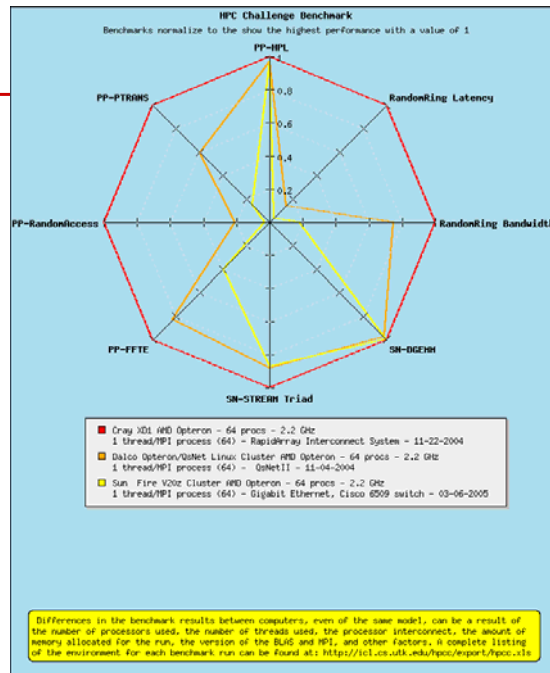 HPC Challenge Benchmark
Benchmarks normalize to the show the highest performance with a value of 1
PP-HPL
1
PP-PTRANS
0.8
RandomRing Latency
0.6
0.4
0.2
PP-RandomAccess
RandomRing Bandwidth
PP-FFTE
SN-DGEMM
SN-STREAM Triad
Cray XD1 AMD Opteron - 64 procs - 2.2 GHz
1 thread/MPI process (64) - RapidArray Interconnect System - 11-22-2004
Dalco Opteron/QsNet Linux Cluster AMD Opteron - 64 procs - 2.2 GHz
1 thread/MPI process (64) - QsNetII - 11-04-2004
Sun Fire V20z Cluster AMD Opteron - 64 procs - 2.2 GHz
1 thread/MPI process (64) - Gigabit Ethernet, Cisco 6509 switch - 03-06-2005
Differences in the benchmark results between computers, even of the same model, can be a result
of the number of processors used, the number of threads used, the processor interconnect, the amount of
memory allocated for the run, the version of the BLAS and MPI, and other factors. A complete listing
of the environment for each benchmark run can be found at: http://icl.cs.utk.edu/hpcc/export/hpcc.xls